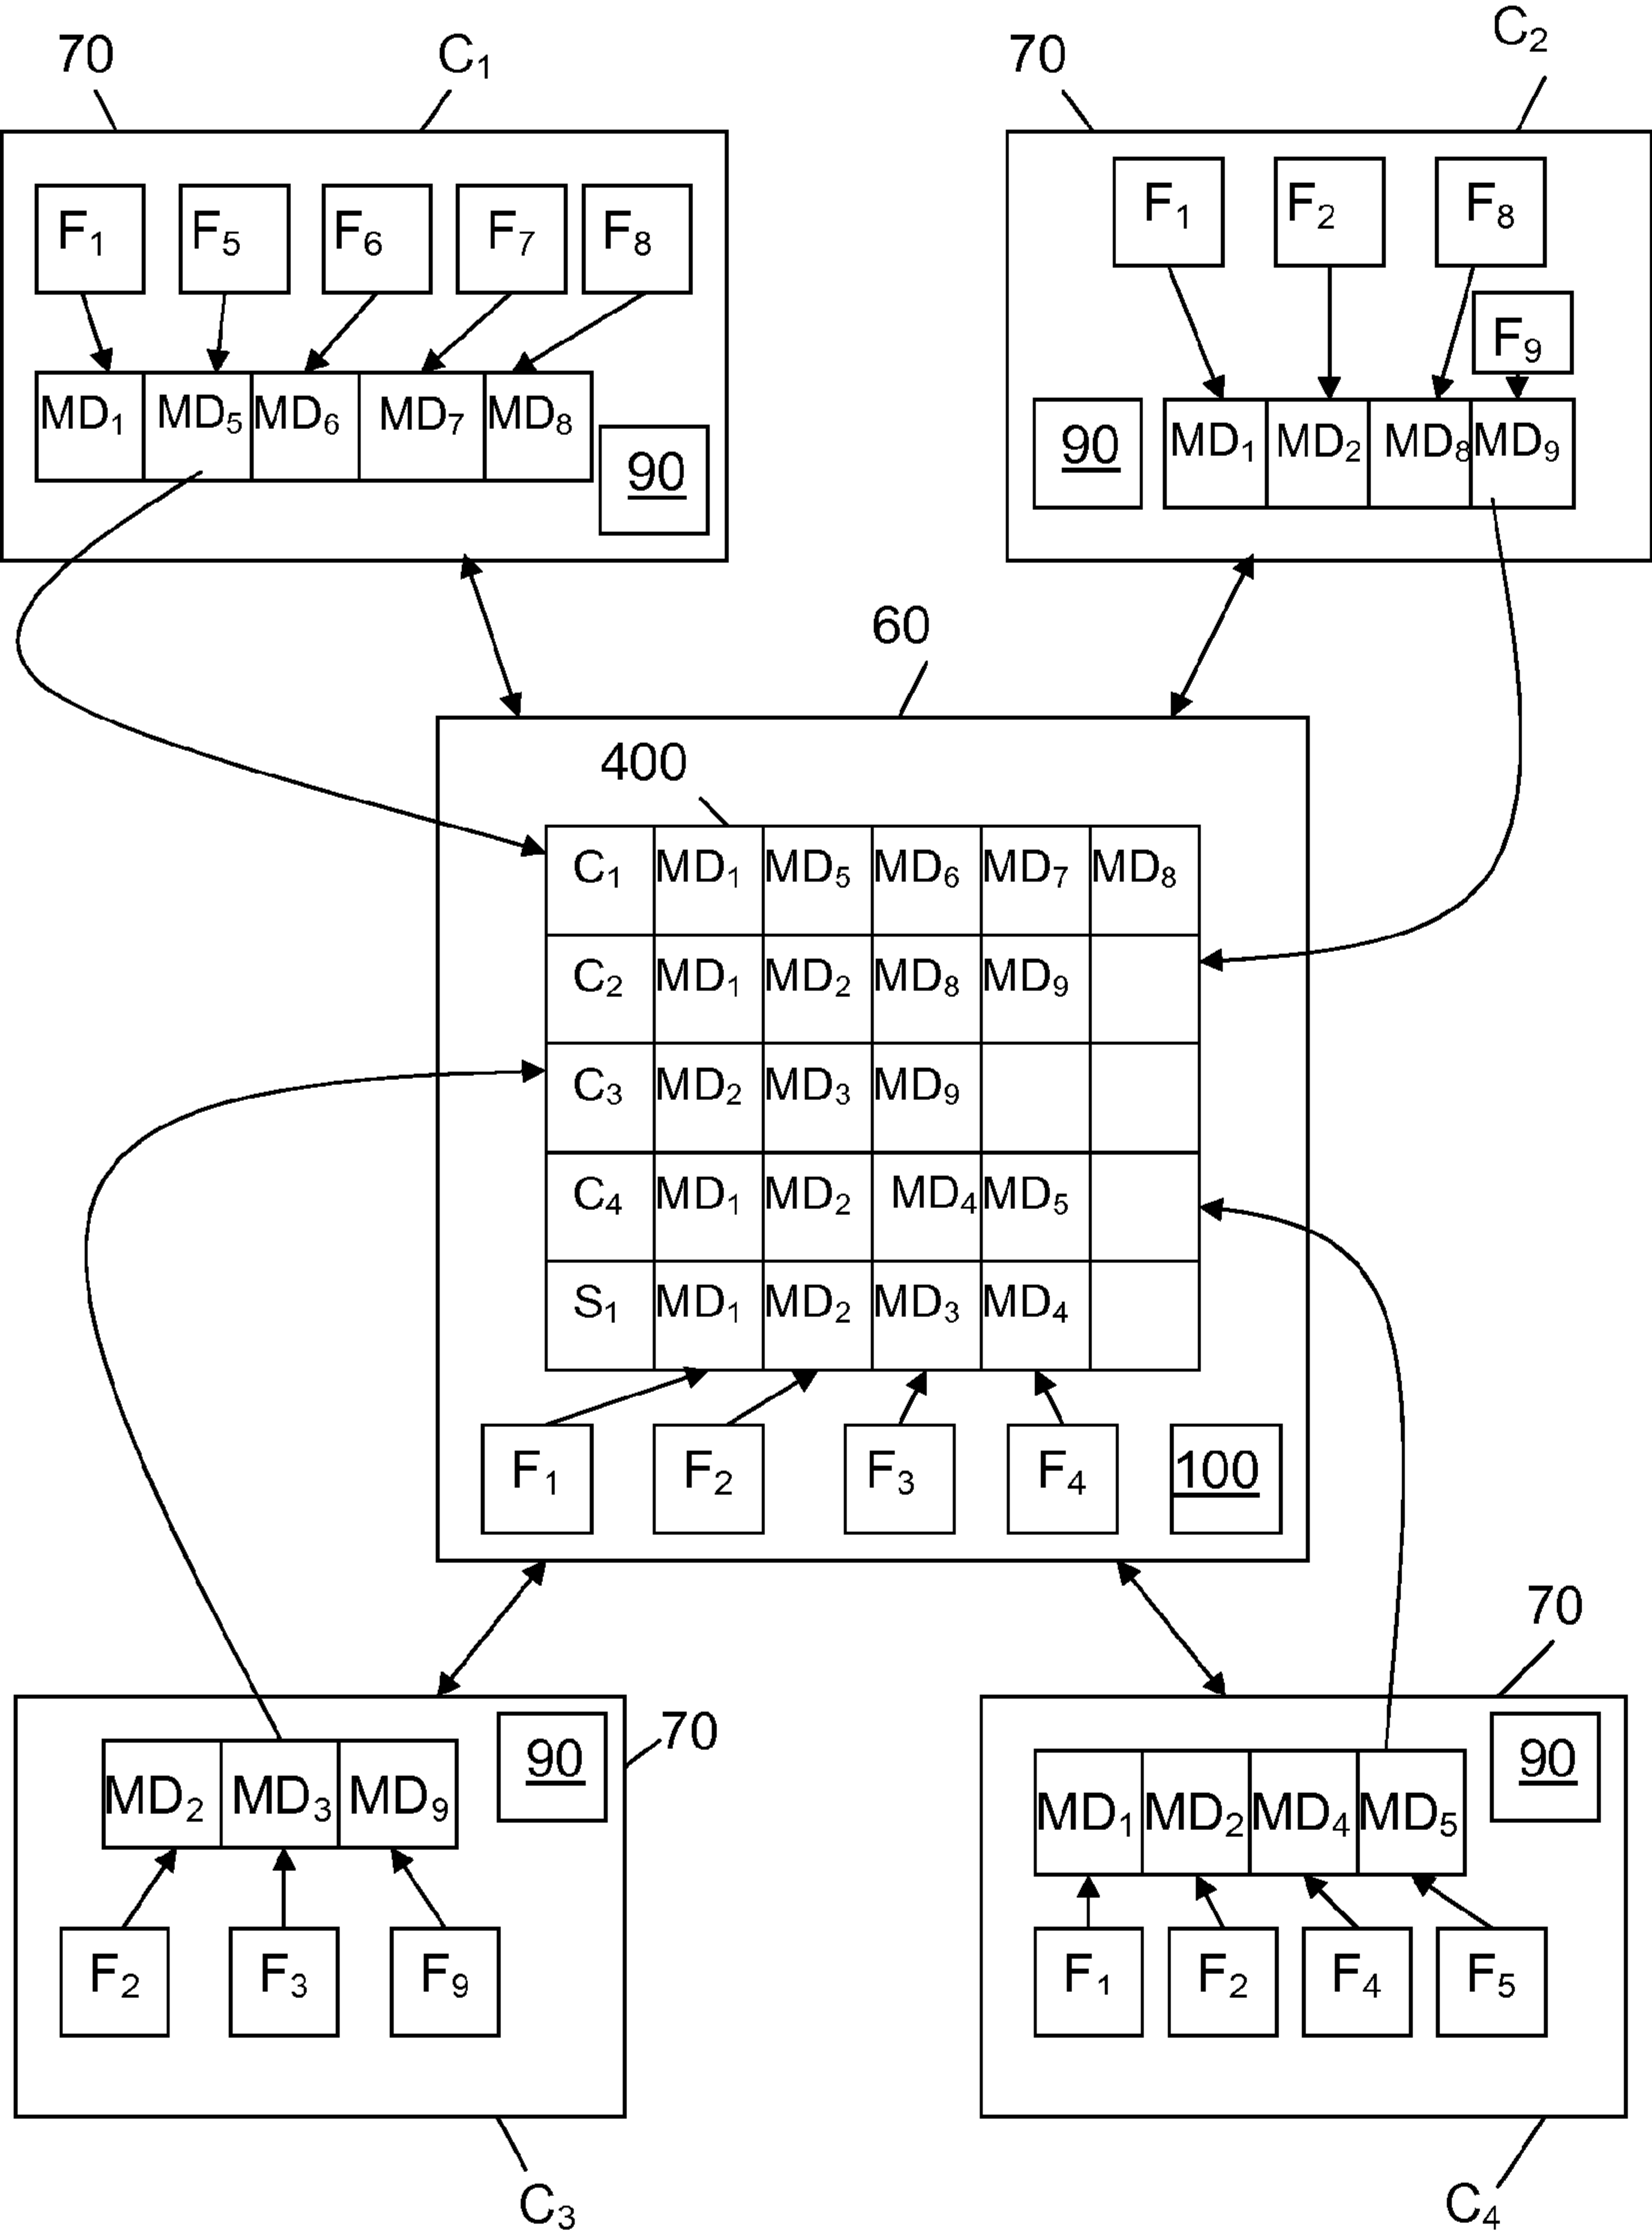 70 C₁ 70 C₂
F₁ F₅ F₆ F₇ F₈
F₁ F₂ F₈
F₉
MD₁ MD₅ MD₆ MD₇ MD₈
90
90
MD₁ MD₂ MD₈ MD₉
60
400
C₁ MD₁ MD₅ MD₆ MD₇ MD₈
C₂ MD₁ MD₂ MD₈ MD₉
C₃ MD₂ MD₃ MD₉
C₄ MD₁ MD₂ MD₄ MD₅
S₁ MD₁ MD₂ MD₃ MD₄
F₁ F₂ F₃ F₄ 100
70
90
70
MD₂ MD₃ MD₉
F₂ F₃ F₉
90
MD₁ MD₂ MD₄ MD₅
F₁ F₂ F₄ F₅
C₃ C₄